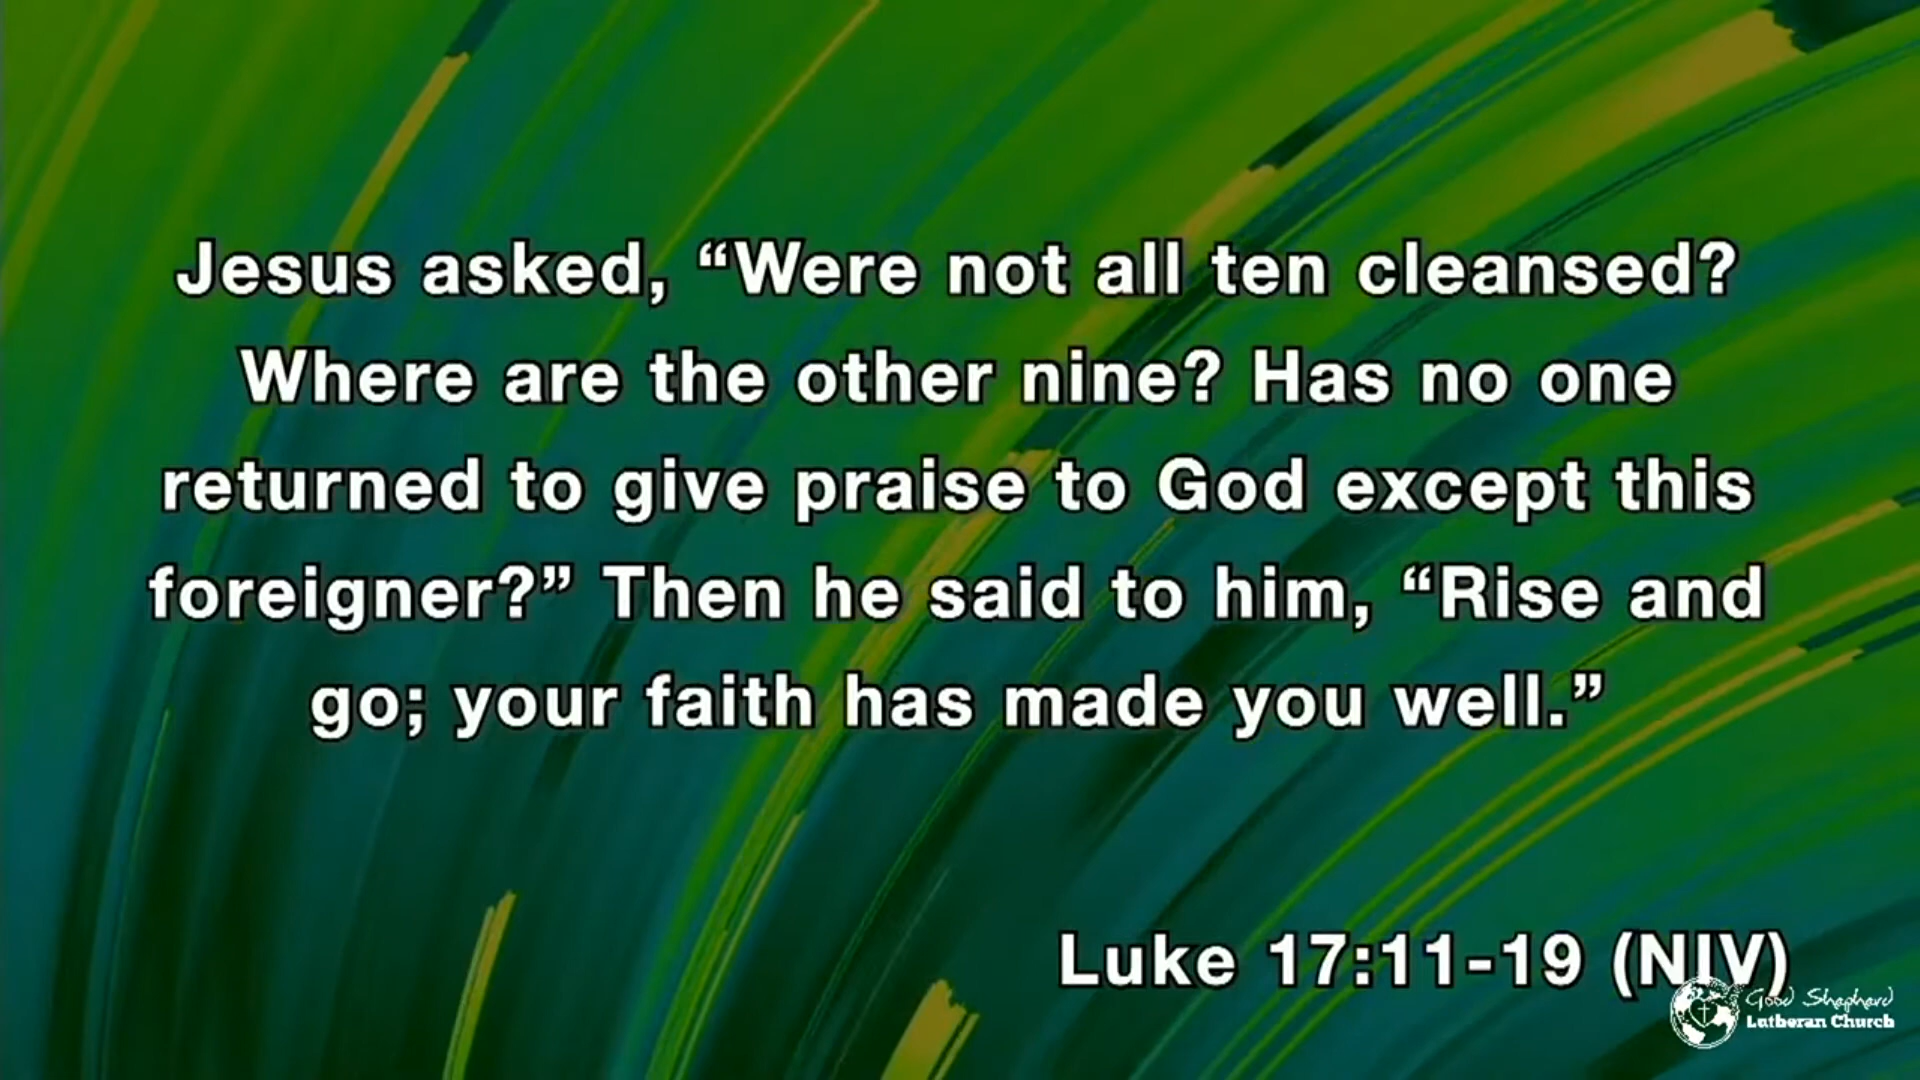 Jesus asked, “Were not all ten cleansed?
Where are the other nine? Has no one
returned to give praise to God except this
foreigner?” Then he said to him, “Rise and
go; your faith has made you well.”
Luke 17:11-19 (NIV)
Good Shepherd
Lutheran Church